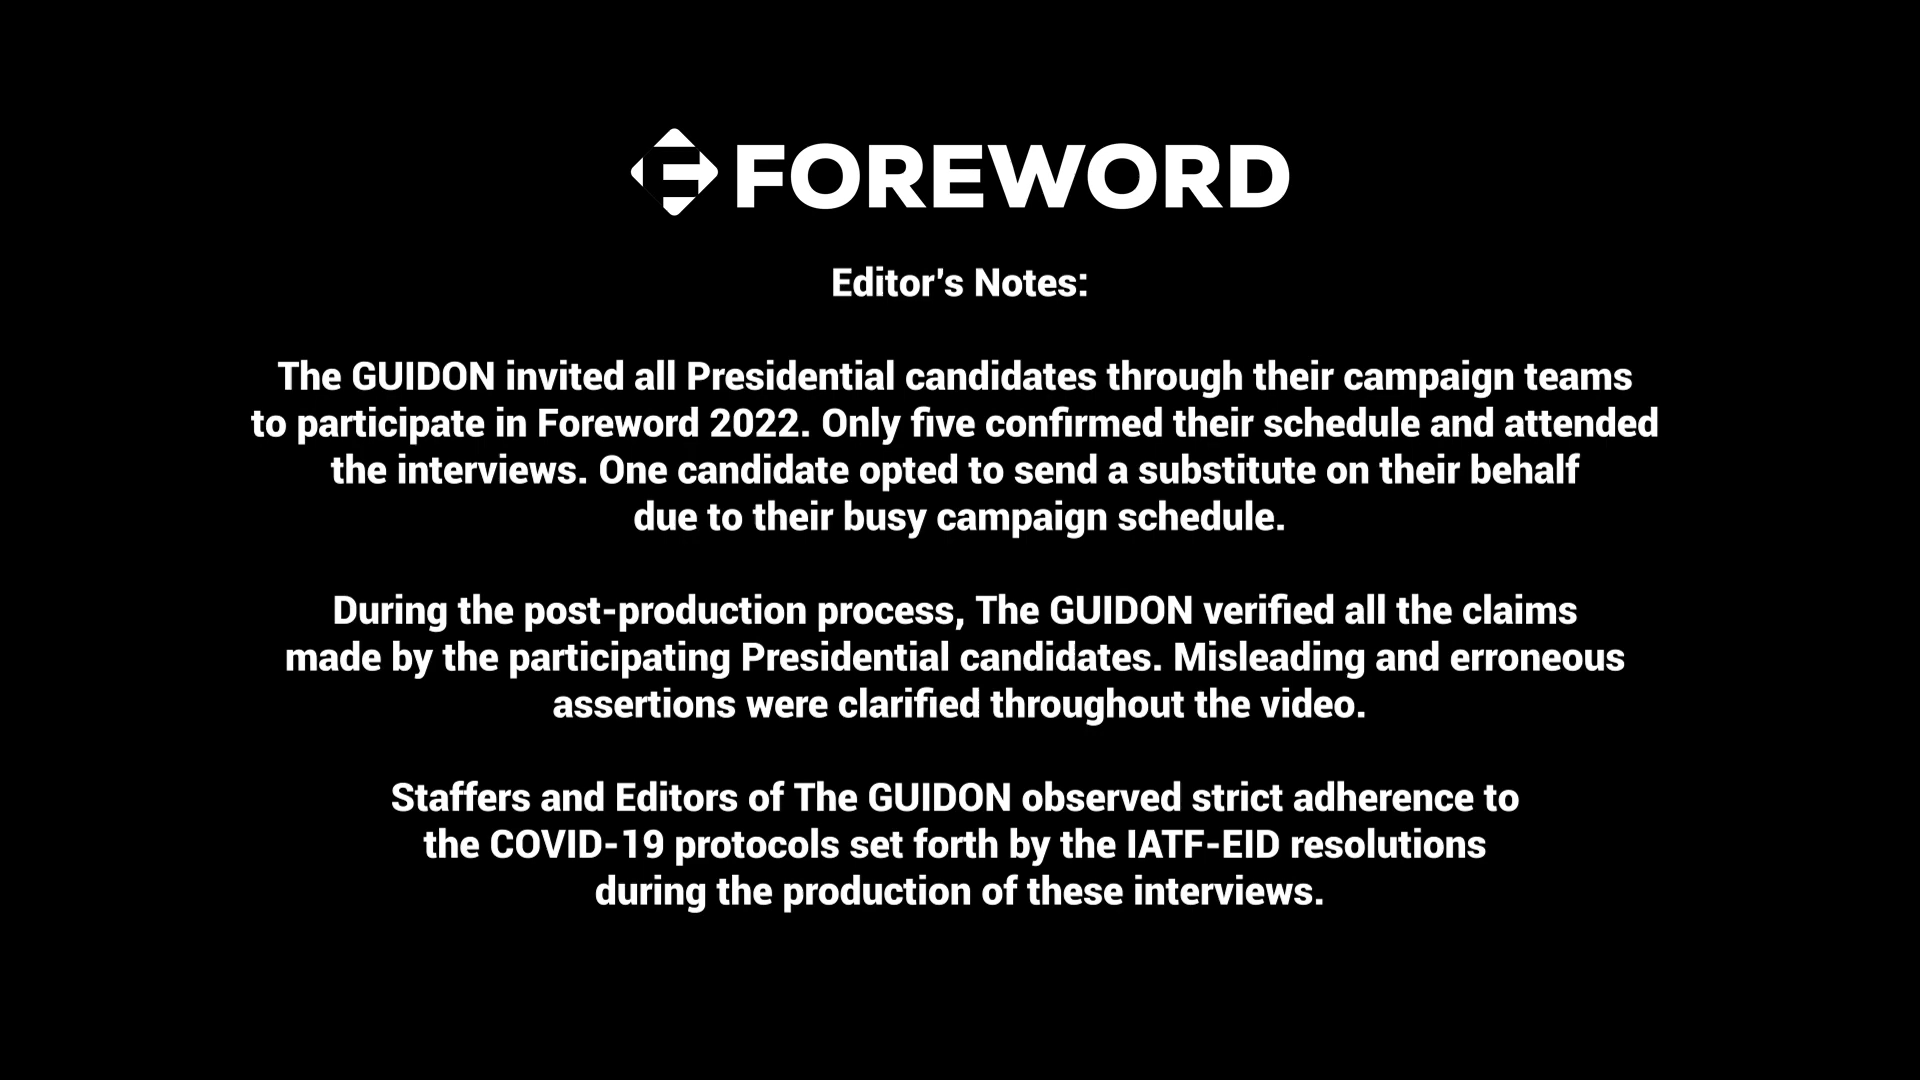 FOREWORD
Editor's Notes:
The GUIDON invited all Presidential candidates through their campaign teams
to participate in Foreword 2022. Only five confirmed their schedule and attended
the interviews. One candidate opted to send a substitute on their behalf
due to their busy campaign schedule.
During the post-production process, The GUIDON verified all the claims
made by the participating Presidential candidates. Misleading and erroneous
assertions were clarified throughout the video.
Staffers and Editors of The GUIDON observed strict adherence to
the COVID-19 protocols set forth by the IATF-EID resolutions
during the production of these interviews.